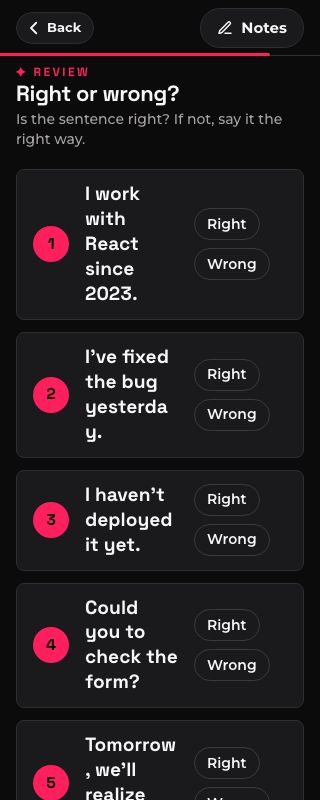 Back
Notes
REVIEW
Right or wrong?
Is the sentence right? If not, say it the
right way.
1
I work
with
React
since
2023.
Right
Wrong
2
I've fixed
the bug
yesterda
y.
Right
Wrong
3
I haven't
deployed
it yet.
Right
Wrong
4
Could
you to
check the
form?
Right
Wrong
5
Tomorrow
, we'll
realize
Right